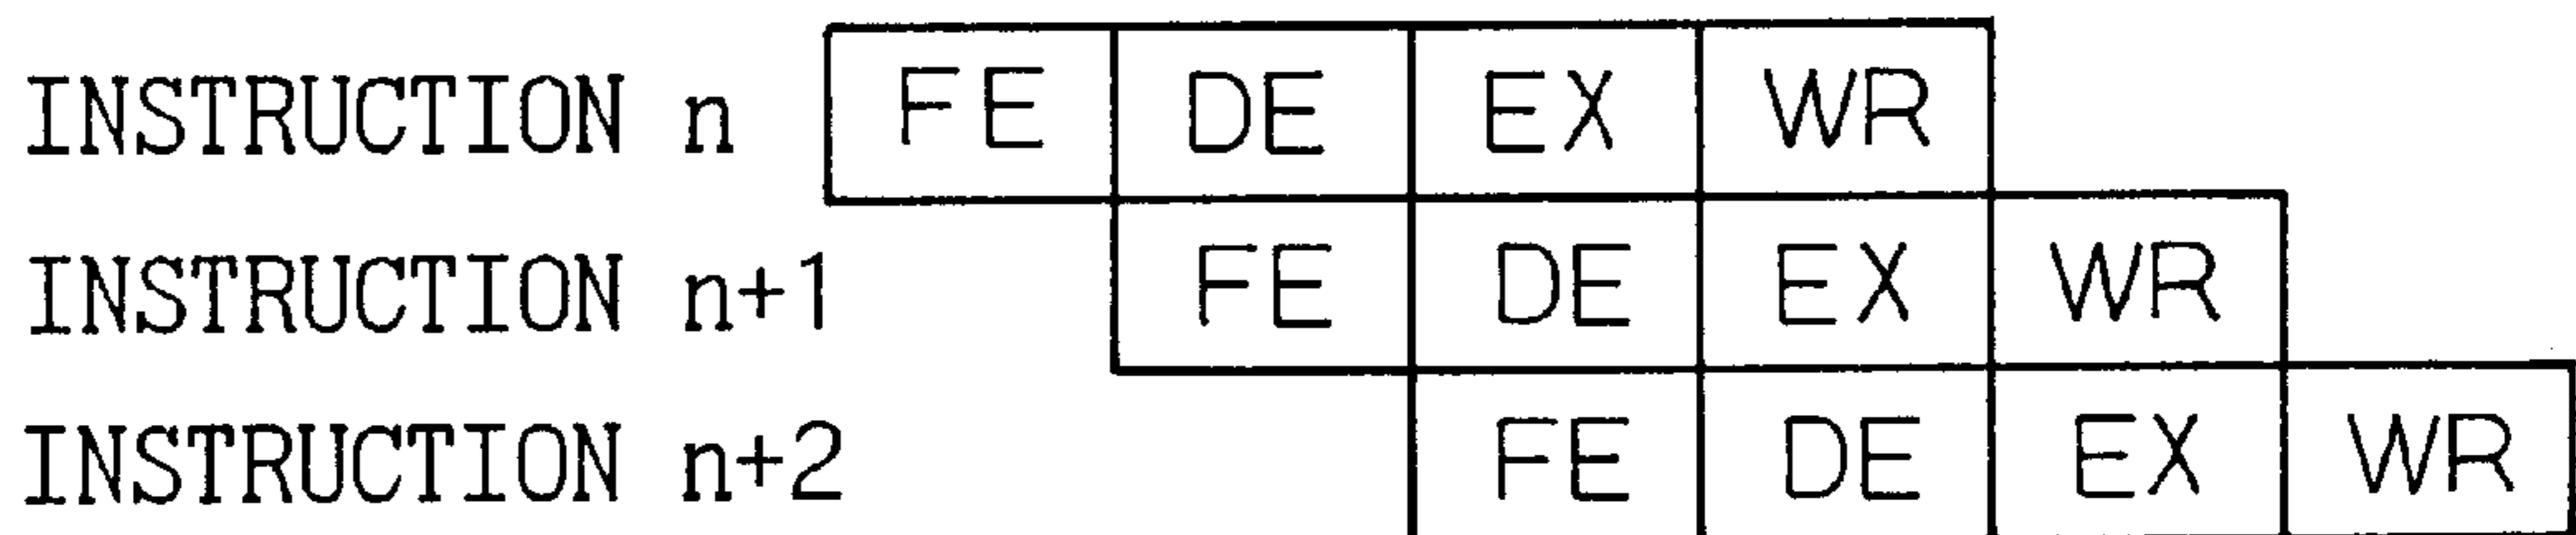 INSTRUCTION n FE DE EX WR
INSTRUCTION n+1 FE DE EX WR
INSTRUCTION n+2 FE DE EX WR